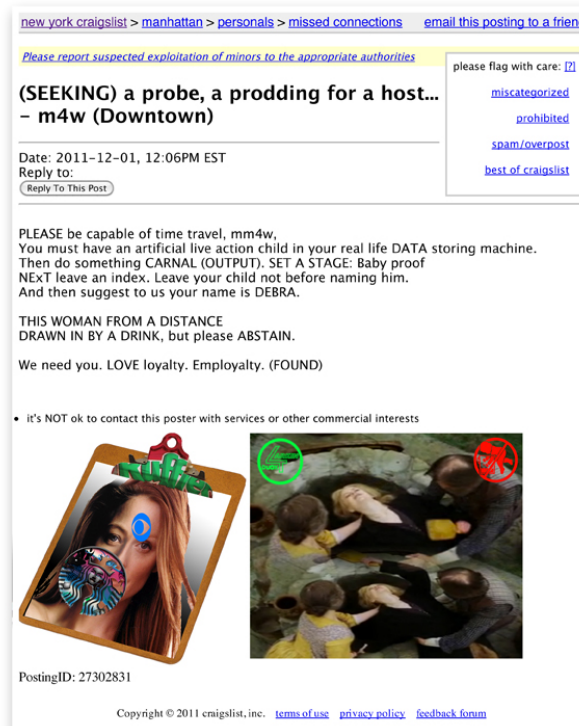 new york craigslist > manhattan > personals > missed connections email this posting to a frien
Please report suspected exploitation of minors to the appropriate authorities
please flag with care: [?]
miscategorized
prohibited
spam/overpost
best of craigslist
(SEEKING) a probe, a prodding for a host...
- m4w (Downtown)
Date: 2011-12-01, 12:06PM EST
Reply to:
Reply To This Post
PLEASE be capable of time travel, mm4w,
You must have an artificial live action child in your real life DATA storing machine.
Then do something CARNAL (OUTPUT). SET A STAGE: Baby proof
NExT leave an index. Leave your child not before naming him.
And then suggest to us your name is DEBRA.
THIS WOMAN FROM A DISTANCE
DRAWN IN BY A DRINK, but please ABSTAIN.
We need you. LOVE loyalty. Employalty. (FOUND)
• it's NOT ok to contact this poster with services or other commercial interests
PostingID: 27302831
Copyright © 2011 craigslist, inc. terms of use privacy policy feedback forum